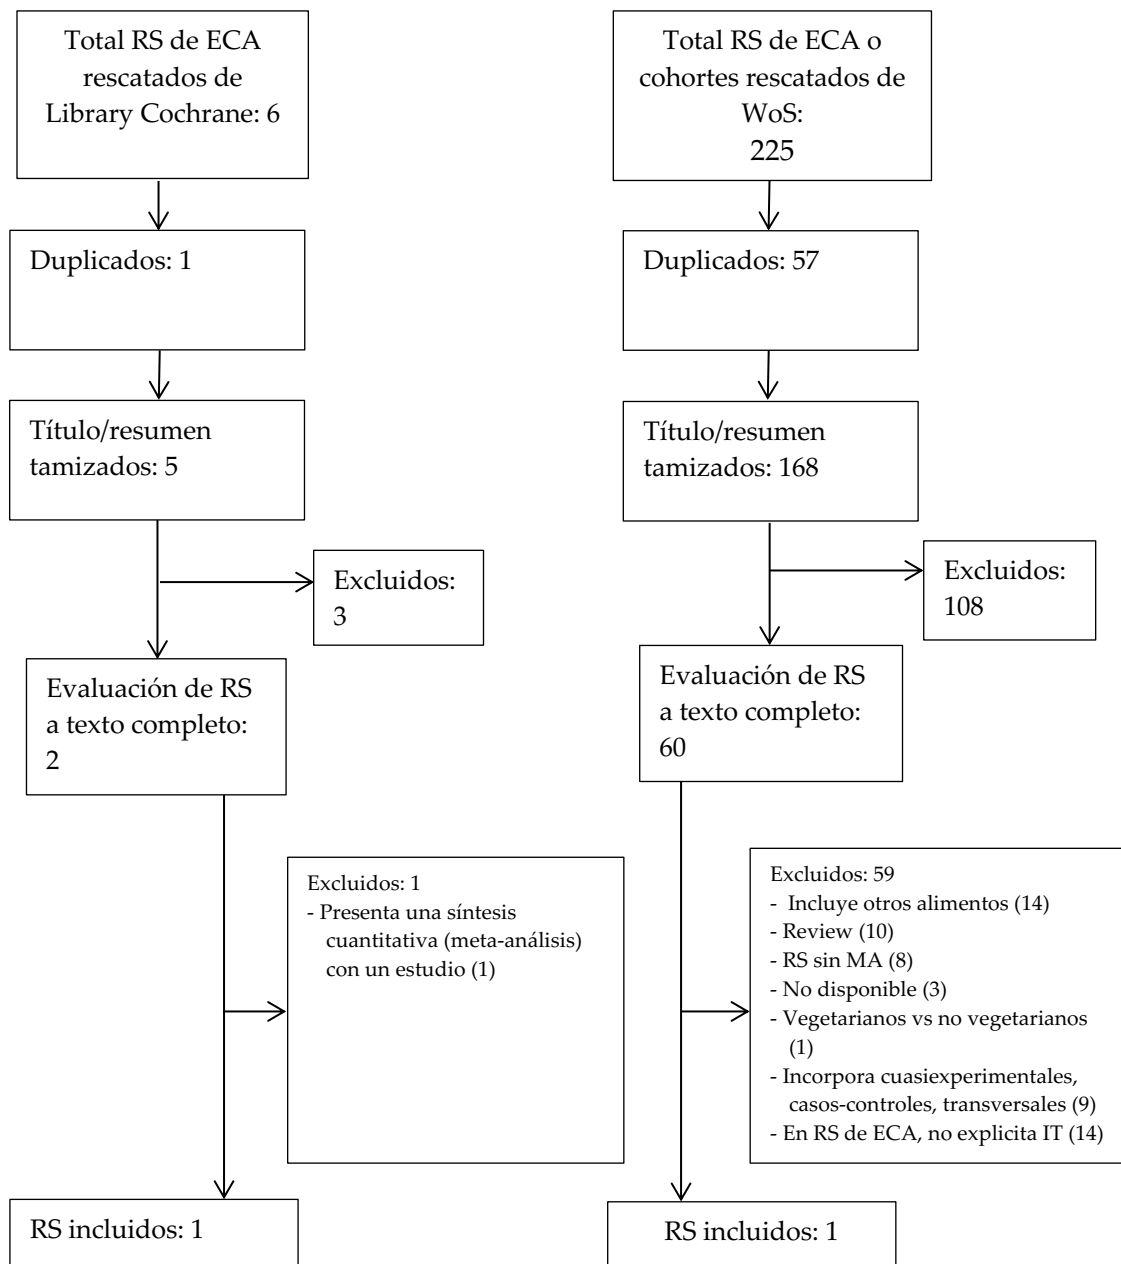 Total RS de ECA
rescatados de
Library Cochrane: 6
Duplicados: 1
Título/resumen
tamizados: 5
Excluidos:
3
Evaluación de RS
a texto completo:
2
Excluidos: 1
- Presenta una síntesis
cuantitativa (meta-análisis)
con un estudio (1)
RS incluidos: 1
Total RS de ECA o
cohortes rescatados de
WoS:
225
Duplicados: 57
Título/resumen
tamizados: 168
Excluidos:
108
Evaluación de RS
a texto completo:
60
Excluidos: 59
- Incluye otros alimentos (14)
- Review (10)
- RS sin MA (8)
- No disponible (3)
- Vegetarianos vs no vegetarianos
(1)
- Incorpora cuasiexperimentales,
casos-controles, transversales (9)
- En RS de ECA, no explicita IT (14)
RS incluidos: 1